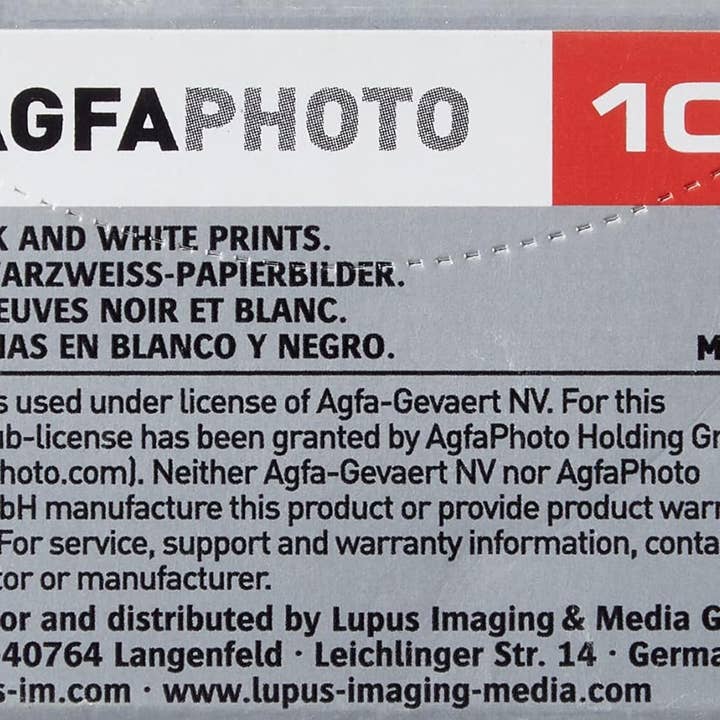 AGFAPHOTO 10
K AND WHITE PRINTS.
ARZWEISS-PAPIERBILDER.
EUVES NOIR ET BLANC.
IAS EN BLANCO Y NEGRO. M
s used under license of Agfa-Gevaert NV. For this
ub-license has been granted by AgfaPhoto Holding G
hoto.com). Neither Agfa-Gevaert NV nor AgfaPhoto
bH manufacture this product or provide product warr
For service, support and warranty information, conta
tor or manufacturer.
or and distributed by Lupus Imaging & Media G
40764 Langenfeld · Leichlinger Str. 14 · Germa
s-im.com · www.lupus-imaging-media.com